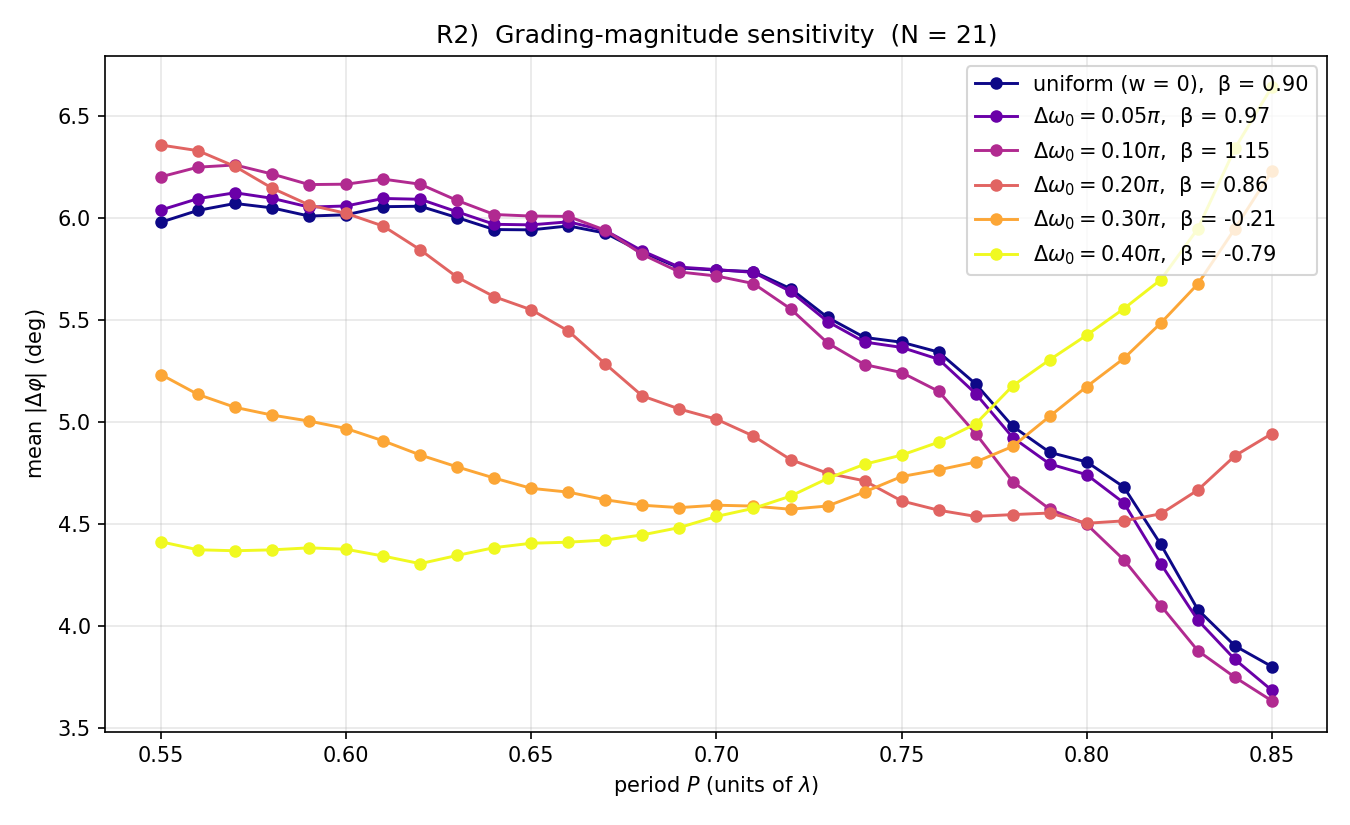 R2)  Grading-magnitude sensitivity  (N = 21)
uniform (w = 0),  β = 0.90
Δω₀ = 0.05π,  β = 0.97
Δω₀ = 0.10π,  β = 1.15
Δω₀ = 0.20π,  β = 0.86
Δω₀ = 0.30π,  β = -0.21
Δω₀ = 0.40π,  β = -0.79
mean |Δφ| (deg)
6.5
6.0
5.5
5.0
4.5
4.0
3.5
0.55 0.60 0.65 0.70 0.75 0.80 0.85
period P (units of λ)